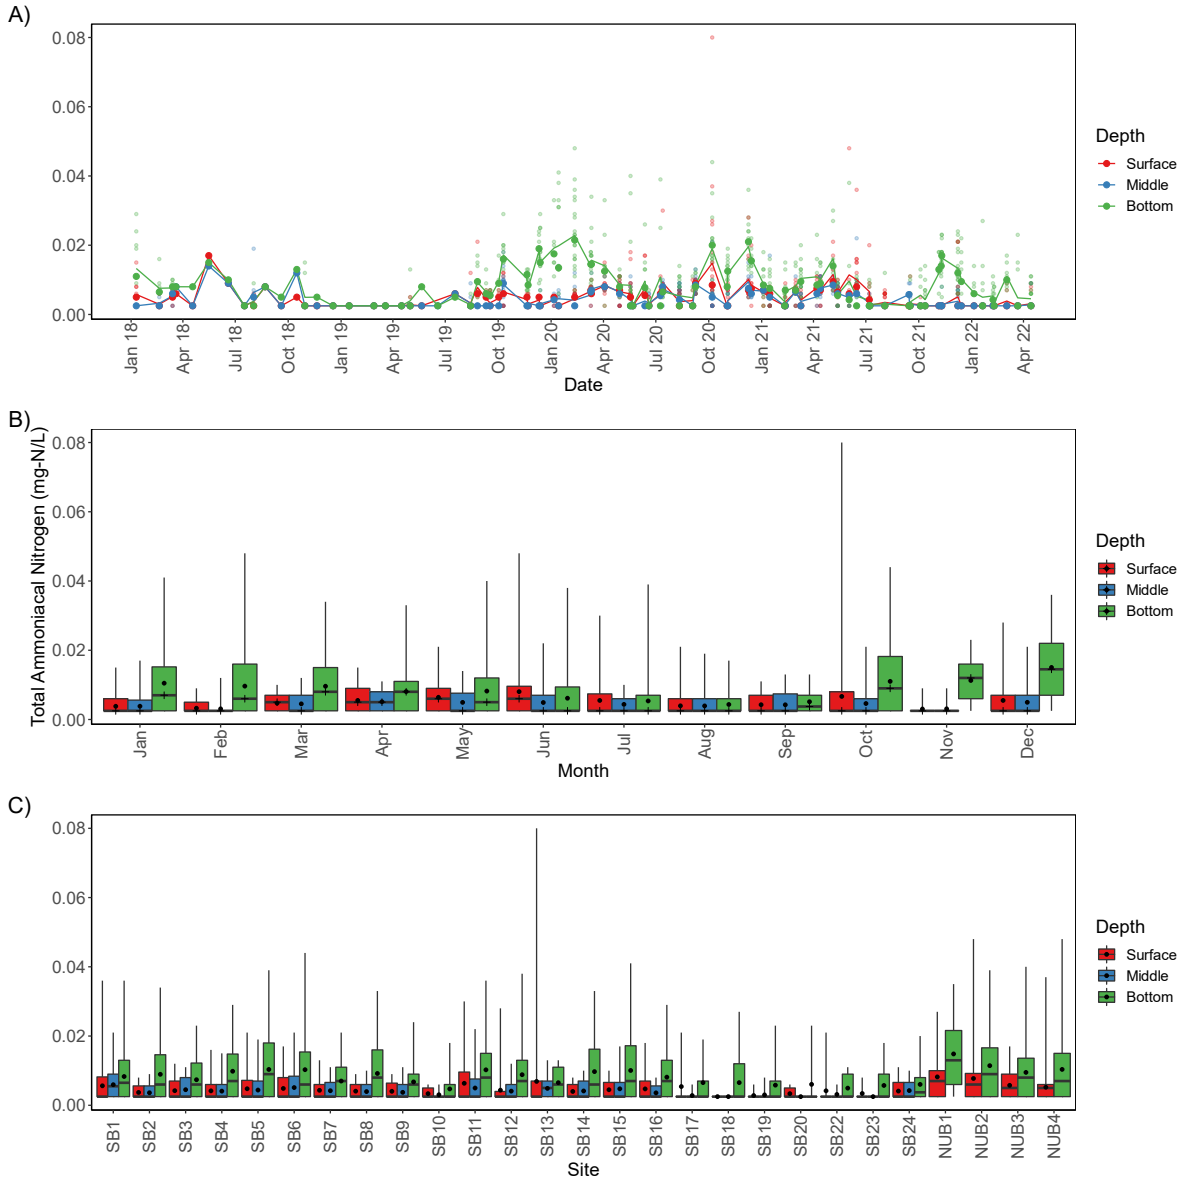 A)
0.08
0.06
0.04
0.02
0.00
Jan 18
Apr 18
Jul 18
Oct 18
Jan 19
Apr 19
Jul 19
Oct 19
Jan 20
Apr 20
Jul 20
Oct 20
Jan 21
Apr 21
Jul 21
Oct 21
Jan 22
Apr 22
Date
Depth
Surface
Middle
Bottom
B)
Total Ammoniacal Nitrogen (mg-N/L)
0.08
0.06
0.04
0.02
0.00
Jan
Feb
Mar
Apr
May
Jun
Jul
Aug
Sep
Oct
Nov
Dec
Month
Depth
Surface
Middle
Bottom
C)
0.08
0.06
0.04
0.02
0.00
SB1
SB2
SB3
SB4
SB5
SB6
SB7
SB8
SB9
SB10
SB11
SB12
SB13
SB14
SB15
SB16
SB17
SB18
SB19
SB20
SB22
SB23
SB24
NUB1
NUB2
NUB3
NUB4
Site
Depth
Surface
Middle
Bottom